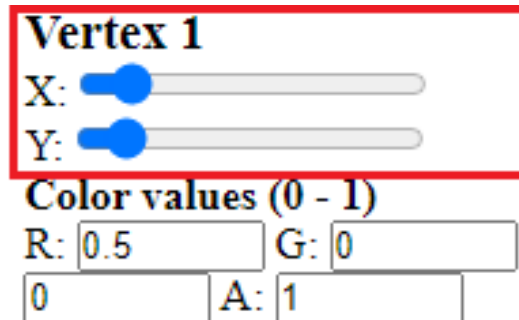 Vertex 1
X:
Y:
Color values (0 - 1)
R: 0.5 G: 0
0 A: 1